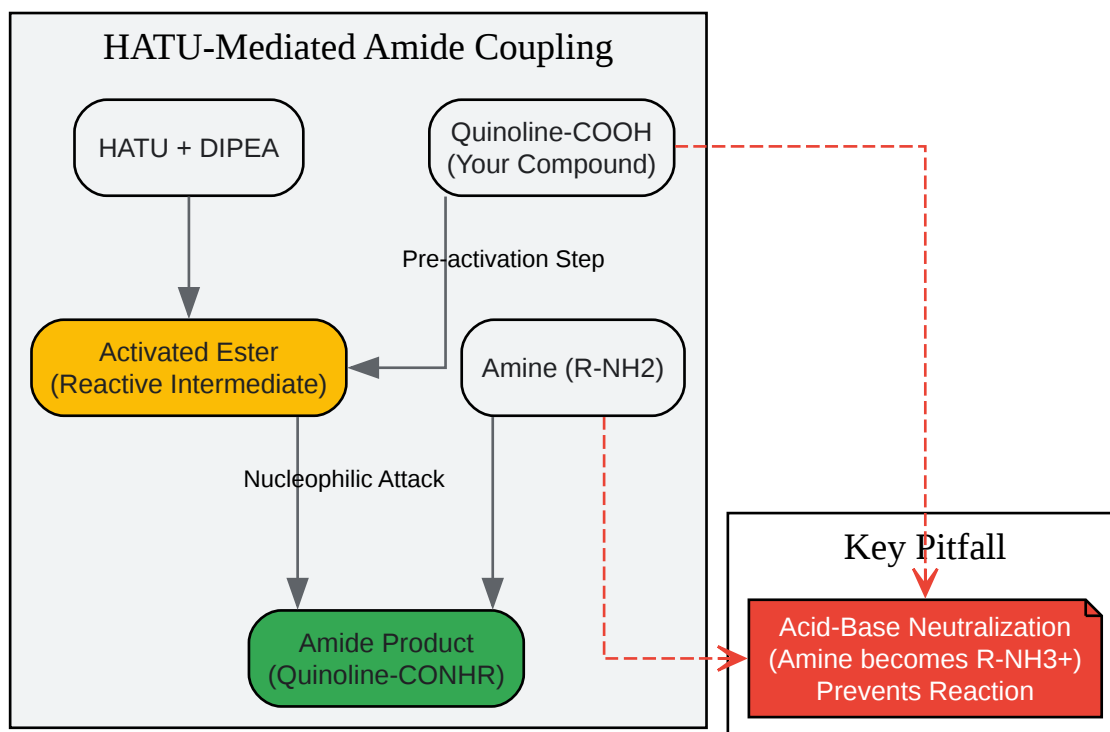 HATU-Mediated Amide Coupling
HATU + DIPEA
Quinoline-COOH
(Your Compound)
Pre-activation Step
Activated Ester
(Reactive Intermediate)
Amine (R-NH2)
Nucleophilic Attack
Amide Product
(Quinoline-CONHR)
Key Pitfall
Acid-Base Neutralization
(Amine becomes R-NH3+)
Prevents Reaction